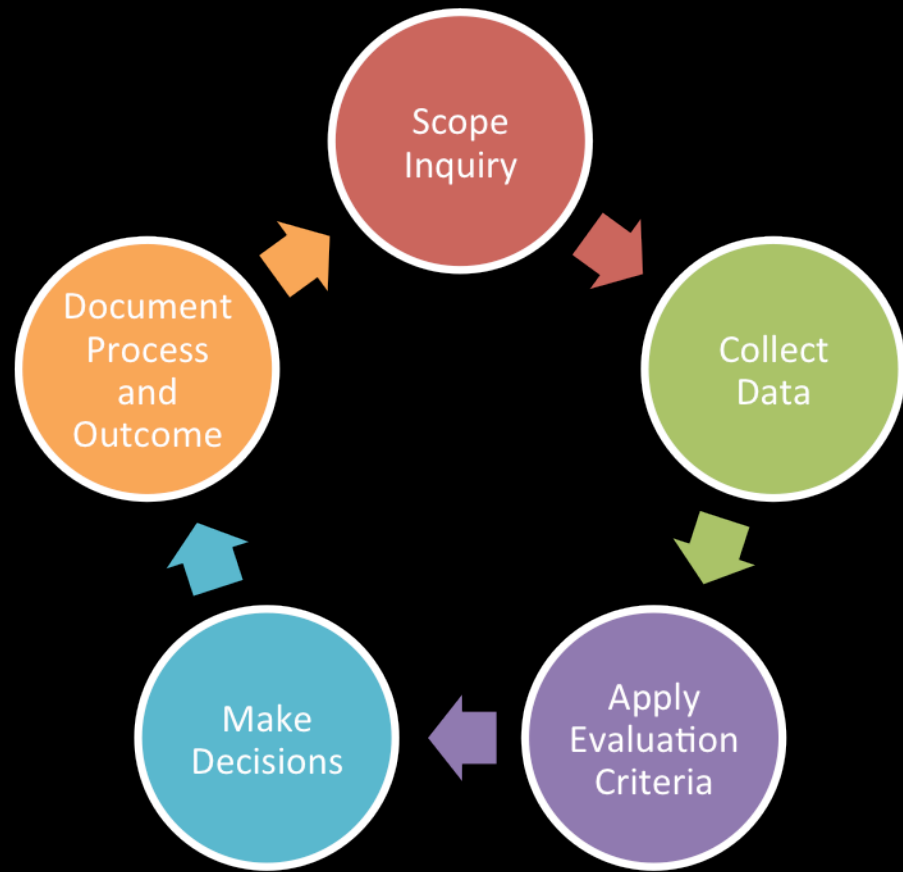 Scope
Inquiry
Collect
Data
Apply
Evaluation
Criteria
Make
Decisions
Document
Process
and
Outcome